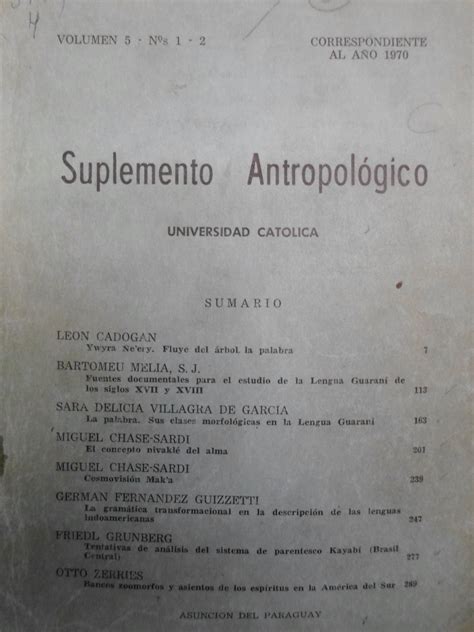 VOLUMEN 5 - Nºs 1 - 2
CORRESPONDIENTE
AL AÑO 1970
Suplemento Antropológico
UNIVERSIDAD CATOLICA
SUMARIO
LEON CADOGAN
Ywyra Ñe'ery. Fluye del árbol la palabra 7
BARTOMEU MELIA, S. J.
Fuentes documentales para el estudio de la Lengua Guaraní de
los siglos XVII y XVIII 113
SARA DELICIA VILLAGRA DE GARCIA
La palabra. Sus clases morfológicas en la Lengua Guaraní 163
MIGUEL CHASE-SARDI
El concepto nivaklé del alma 201
MIGUEL CHASE-SARDI
Cosmovisión Mak'a 239
GERMAN FERNANDEZ GUIZZETTI
La gramática transformacional en la descripción de las lenguas
indoamericanas 247
FRIEDL GRUNBERG
Tentativas de análisis del sistema de parentesco Kayabí (Brasil
Central) 277
OTTO ZERRIES
Bancos zoomorfos y asientos de los espíritus en la América del Sur 289
ASUNCION DEL PARAGUAY